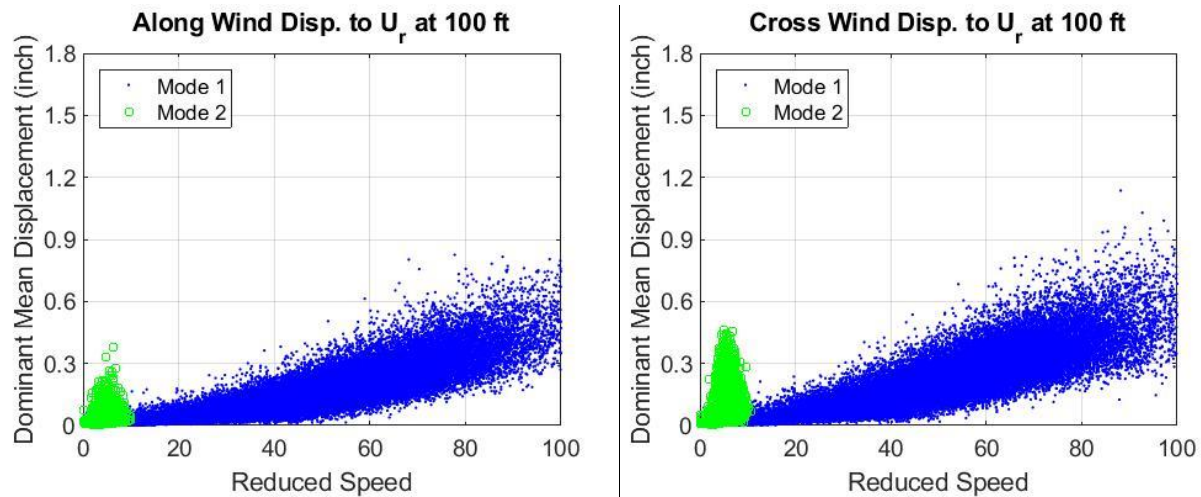 Along Wind Disp. to U_r at 100 ft
Dominant Mean Displacement (inch)
1.8
1.5
1.2
0.9
0.6
0.3
0
Mode 1
Mode 2
0 20 40 60 80 100
Reduced Speed
Cross Wind Disp. to U_r at 100 ft
Dominant Mean Displacement (inch)
1.8
1.5
1.2
0.9
0.6
0.3
0
Mode 1
Mode 2
0 20 40 60 80 100
Reduced Speed